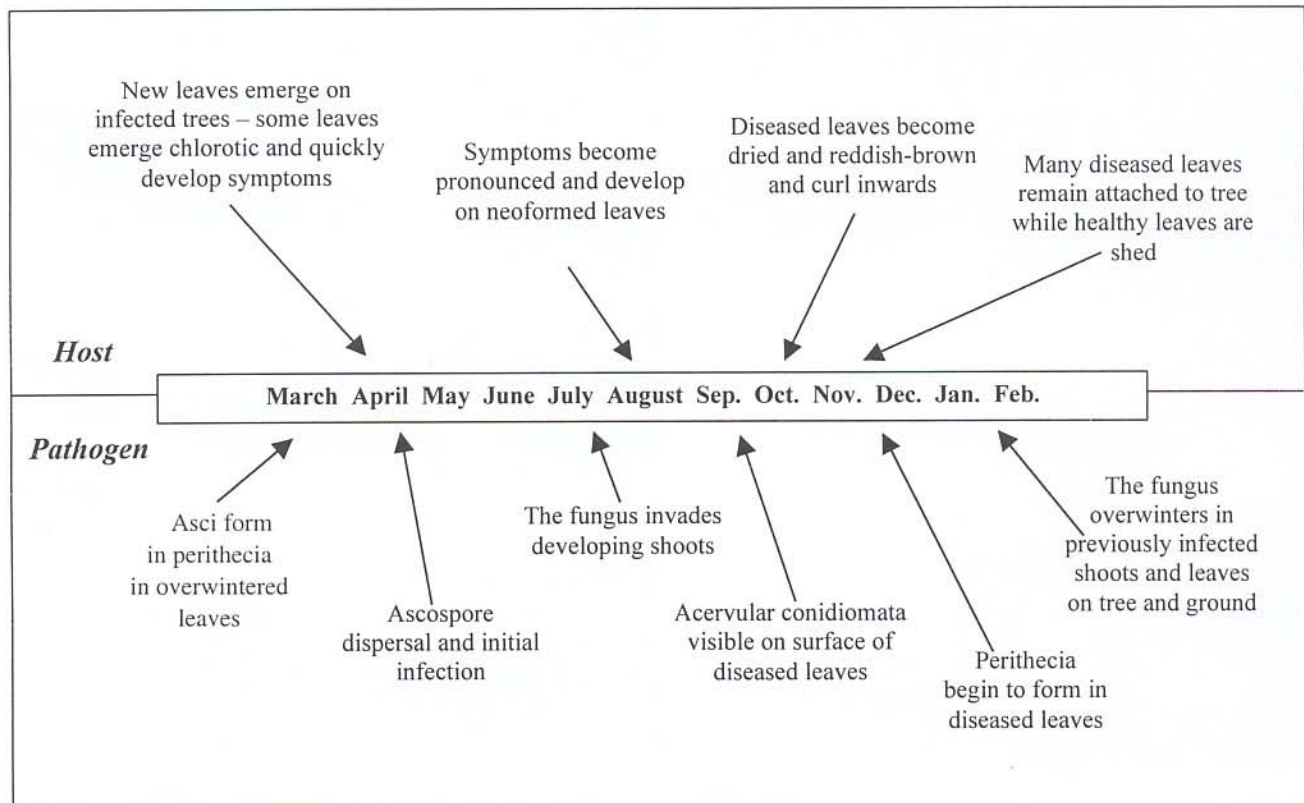 New leaves emerge on
infected trees – some leaves
emerge chlorotic and quickly
develop symptoms
Symptoms become
pronounced and develop
on neoformed leaves
Diseased leaves become
dried and reddish-brown
and curl inwards
Many diseased leaves
remain attached to tree
while healthy leaves are
shed
Host
March April May June July August Sep. Oct. Nov. Dec. Jan. Feb.
Pathogen
Asci form
in perithecia
in overwintered
leaves
Ascospore
dispersal and initial
infection
The fungus invades
developing shoots
Acervular conidiomata
visible on surface of
diseased leaves
Perithecia
begin to form in
diseased leaves
The fungus
overwinters in
previously infected
shoots and leaves
on tree and ground